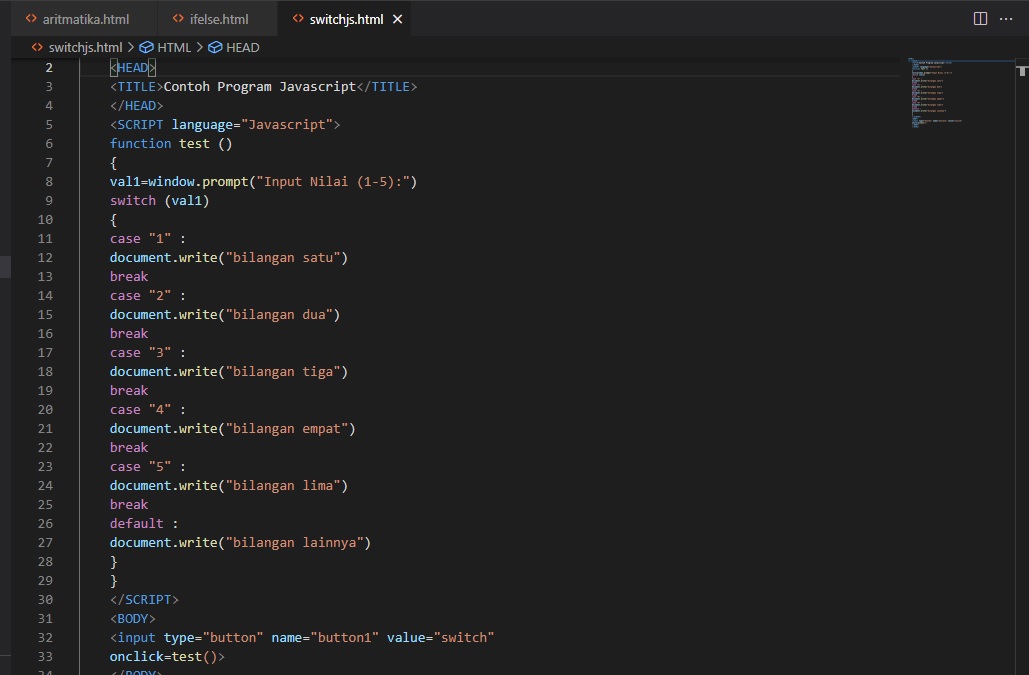 aritmatika.html ifelse.html switchjs.html
switchjs.html > HTML > HEAD
2 <HEAD>
3 <TITLE>Contoh Program Javascript</TITLE>
4 </HEAD>
5 <SCRIPT language="Javascript">
6 function test ()
7 {
8 val1=window.prompt("Input Nilai (1-5):")
9 switch (val1)
10 {
11 case "1" :
12 document.write("bilangan satu")
13 break
14 case "2" :
15 document.write("bilangan dua")
16 break
17 case "3" :
18 document.write("bilangan tiga")
19 break
20 case "4" :
21 document.write("bilangan empat")
22 break
23 case "5" :
24 document.write("bilangan lima")
25 break
26 default :
27 document.write("bilangan lainnya")
28 }
29 }
30 </SCRIPT>
31 <BODY>
32 <input type="button" name="button1" value="switch"
33 onclick=test()>
34 </BODY>